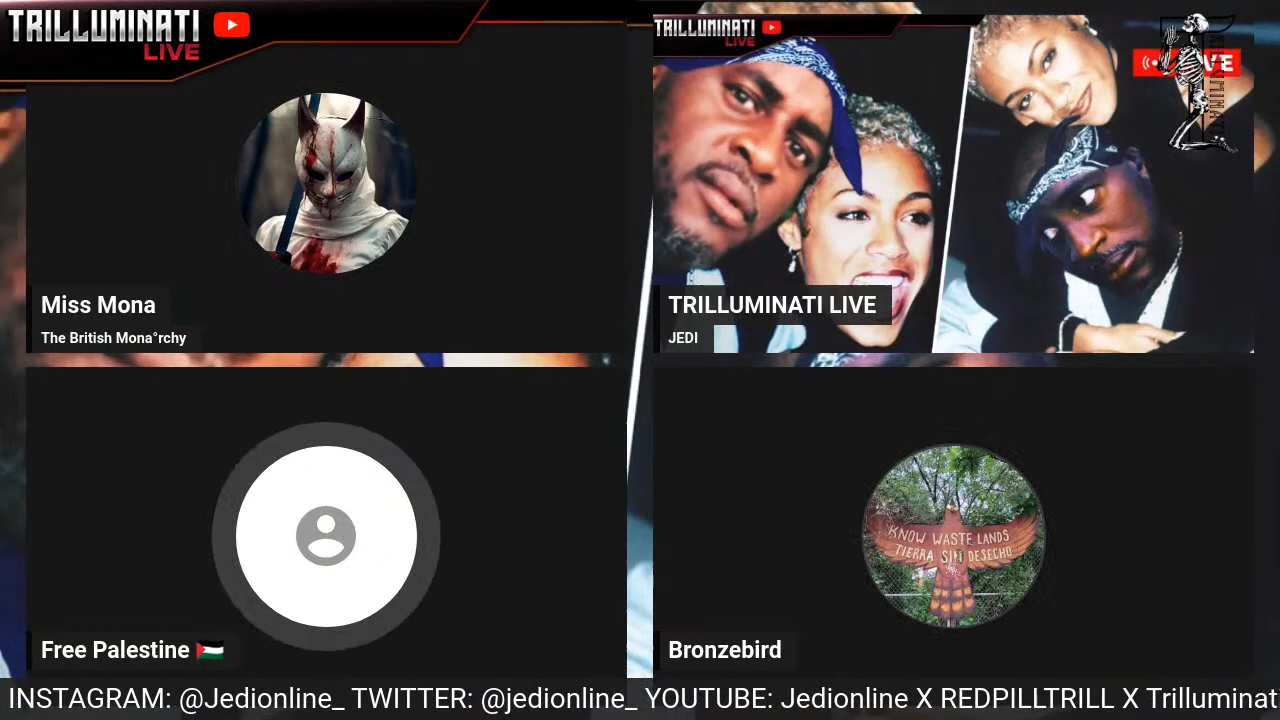 TRILLUMINATI
LIVE
TRILLUMINATI
LIVE
Miss Mona
The British Mona°rchy
TRILLUMINATI LIVE
JEDI
KNOW WASTE LANDS
TIERRA SIN DESECHO
Free Palestine 🇵🇸
Bronzebird
INSTAGRAM: @Jedionline_ TWITTER: @jedionline_ YOUTUBE: Jedionline X REDPILLTRILL X Trilluminat